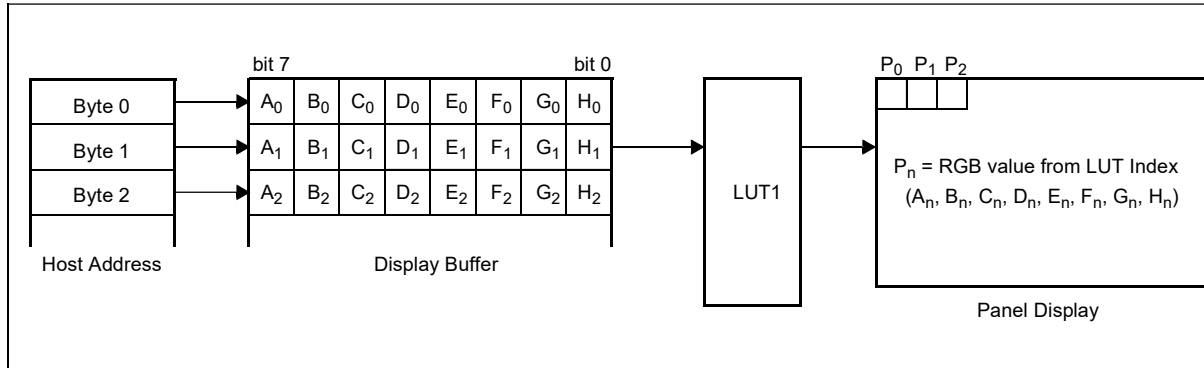 bit 7 bit 0
P0 P1 P2
Byte 0
A0 B0 C0 D0 E0 F0 G0 H0
Byte 1
A1 B1 C1 D1 E1 F1 G1 H1
Byte 2
A2 B2 C2 D2 E2 F2 G2 H2
LUT1
Pn = RGB value from LUT Index
(An, Bn, Cn, Dn, En, Fn, Gn, Hn)
Host Address
Display Buffer
Panel Display